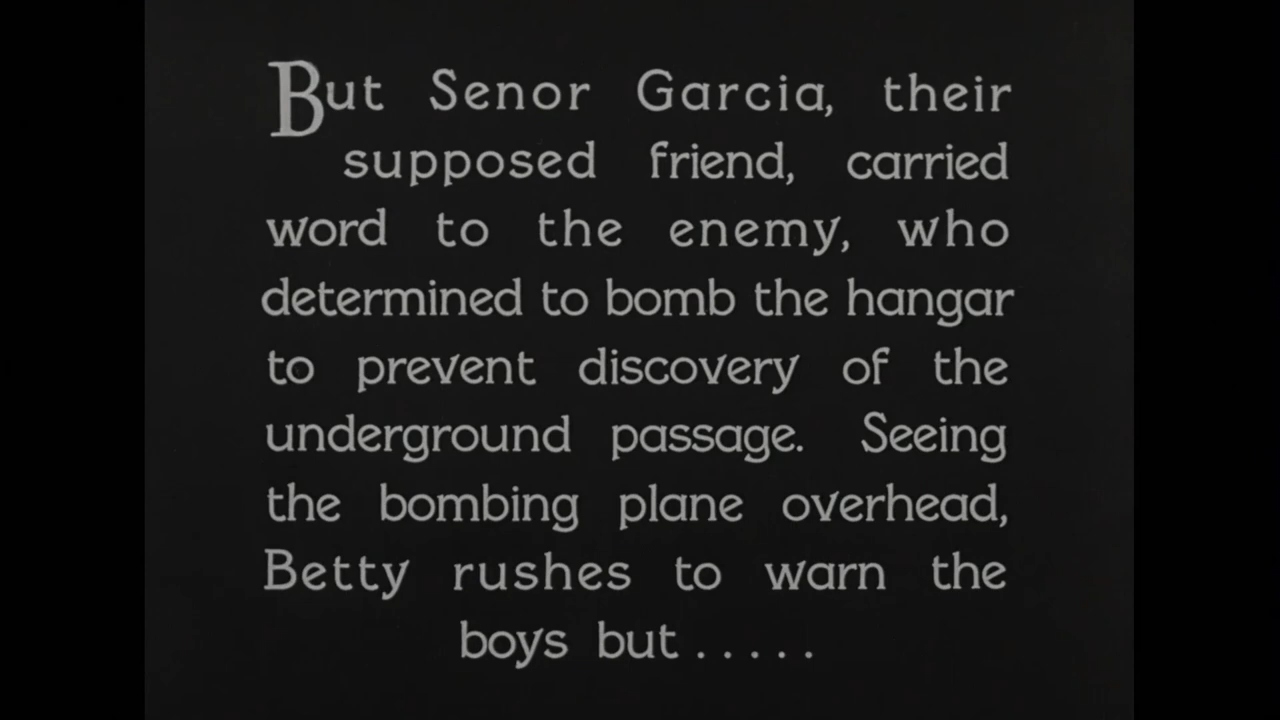 But Senor Garcia, their
supposed friend, carried
word to the enemy, who
determined to bomb the hangar
to prevent discovery of the
underground passage. Seeing
the bombing plane overhead,
Betty rushes to warn the
boys but .....